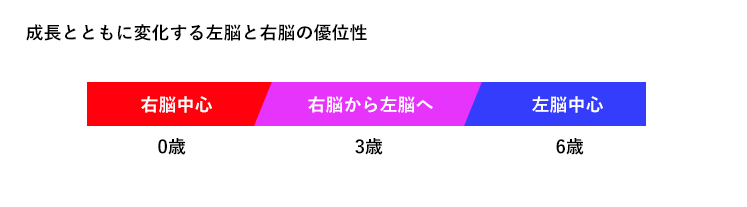 成長とともに変化する左脳と右脳の優位性
右脳中心 右脳から左脳へ 左脳中心
0歳 3歳 6歳